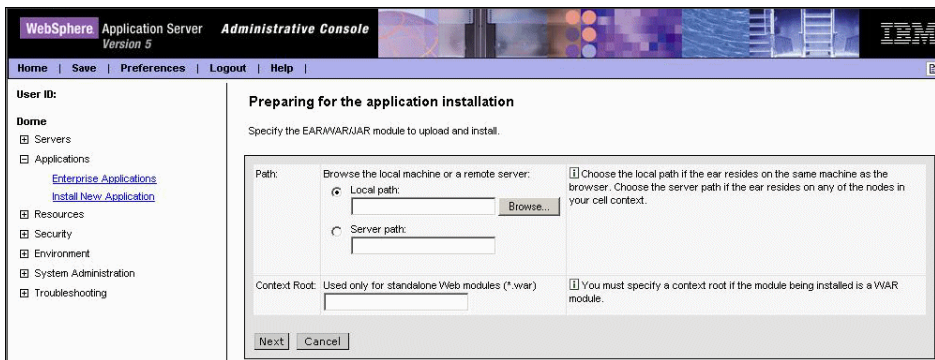 WebSphere Application Server Administrative Console
Version 5
IBM
Home | Save | Preferences | Logout | Help |
User ID:
Dorne
Servers
Applications
Enterprise Applications
Install New Application
Resources
Security
Environment
System Administration
Troubleshooting
Preparing for the application installation
Specify the EAR/WAR/JAR module to upload and install.
Path:
Browse the local machine or a remote server:
Local path:
Browse...
Server path:
i Choose the local path if the ear resides on the same machine as the
browser. Choose the server path if the ear resides on any of the nodes in
your cell context.
Context Root:
Used only for standalone Web modules (*.war)
i You must specify a context root if the module being installed is a WAR
module.
Next
Cancel